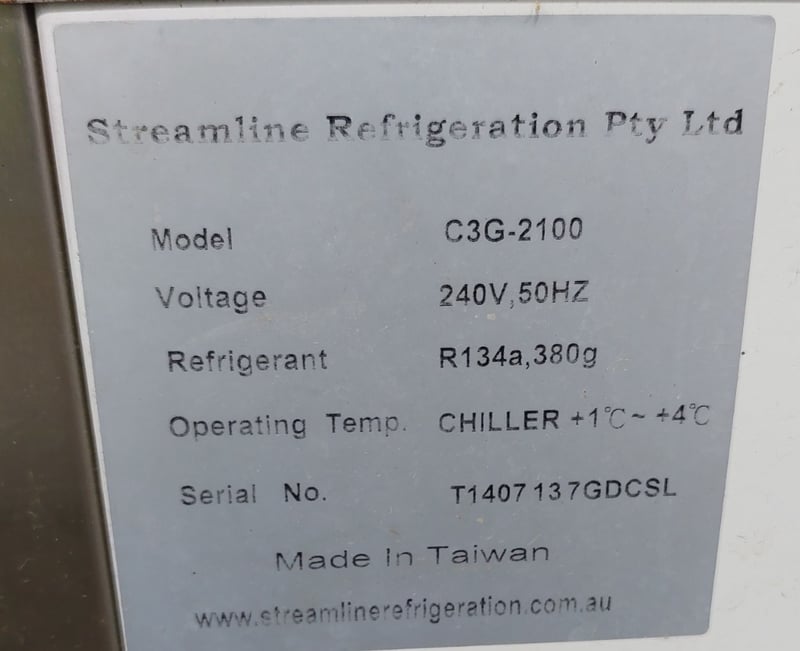 Streamline Refrigeration Pty Ltd
Model C3G-2100
Voltage 240V,50HZ
Refrigerant R134a,380g
Operating Temp. CHILLER +1℃~ +4℃
Serial No. T1407137GDCSL
Made In Taiwan
www.streamlinerefrigeration.com.au